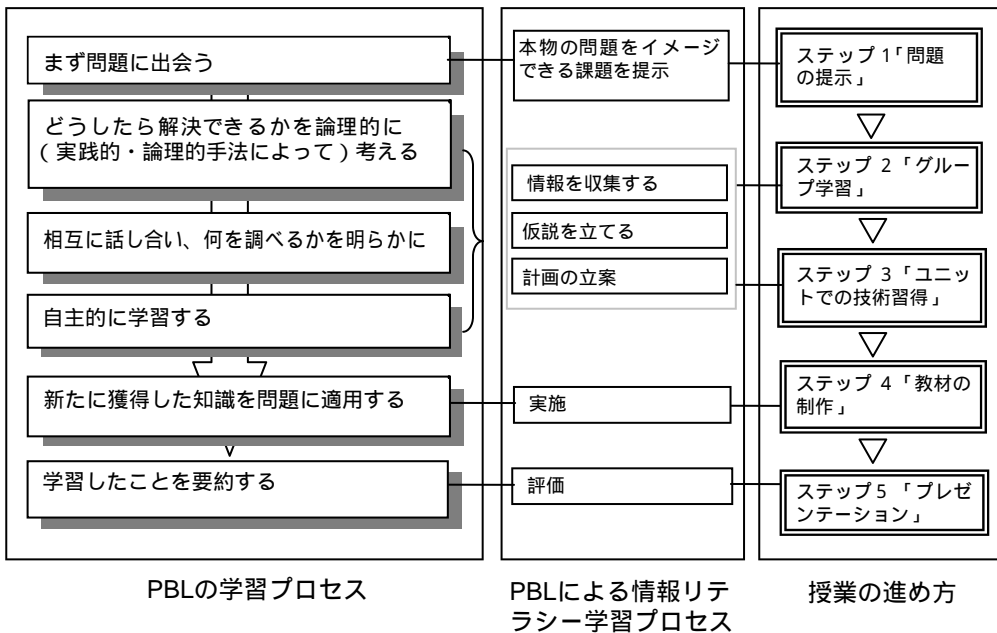 まず問題に出会う
どうしたら解決できるかを論理的に
(実践的・論理的手法によって)考える
相互に話し合い、何を調べるかを明らかに
自主的に学習する
新たに獲得した知識を問題に適用する
学習したことを要約する
PBLの学習プロセス
本物の問題をイメージ
できる課題を提示
情報を収集する
仮説を立てる
計画の立案
実施
評価
PBLによる情報リテ
ラシー学習プロセス
ステップ1「問題
の提示」
ステップ2「グルー
プ学習」
ステップ3「ユニッ
トでの技術習得」
ステップ4「教材の
制作」
ステップ5「プレゼ
ンテーション」
授業の進め方